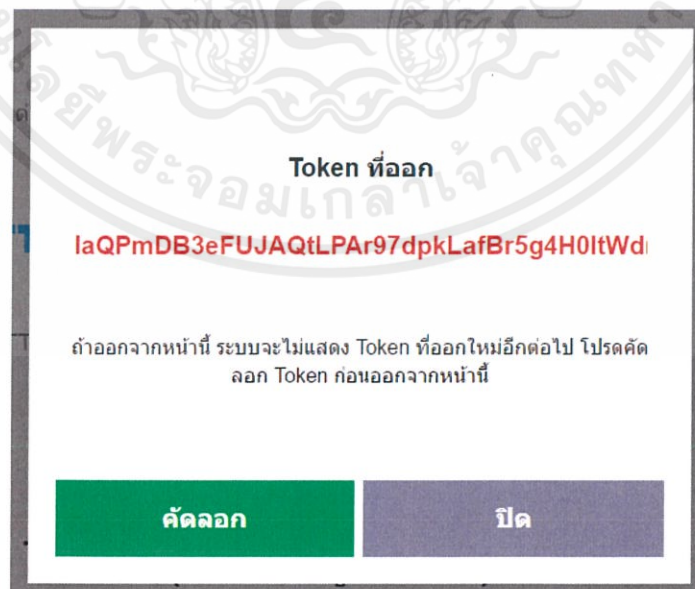 Token ที่ออก
IaQPmDB3eFUJAQtLPAr97dpkLafBr5g4H0ItWd
ถ้าออกจากหน้านี้ ระบบจะไม่แสดง Token ที่ออกใหม่อีกต่อไป โปรดคัด
ลอก Token ก่อนออกจากหน้านี้
คัดลอก
ปิด